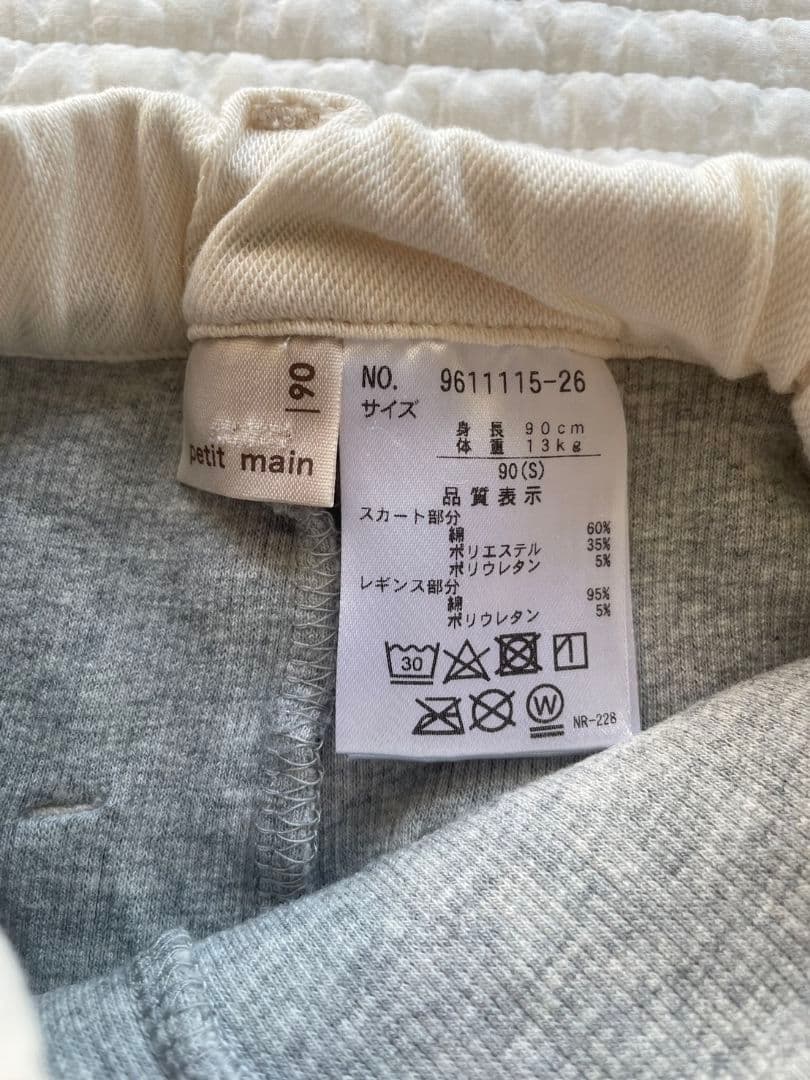 90
petit main
NO. 9611115-26
サイズ
身長 90cm
体重 13kg
90(S)
品質表示
スカート部分
綿 60%
ポリエステル 35%
ポリウレタン 5%
レギンス部分
綿 95%
ポリウレタン 5%
30
W
NR-228